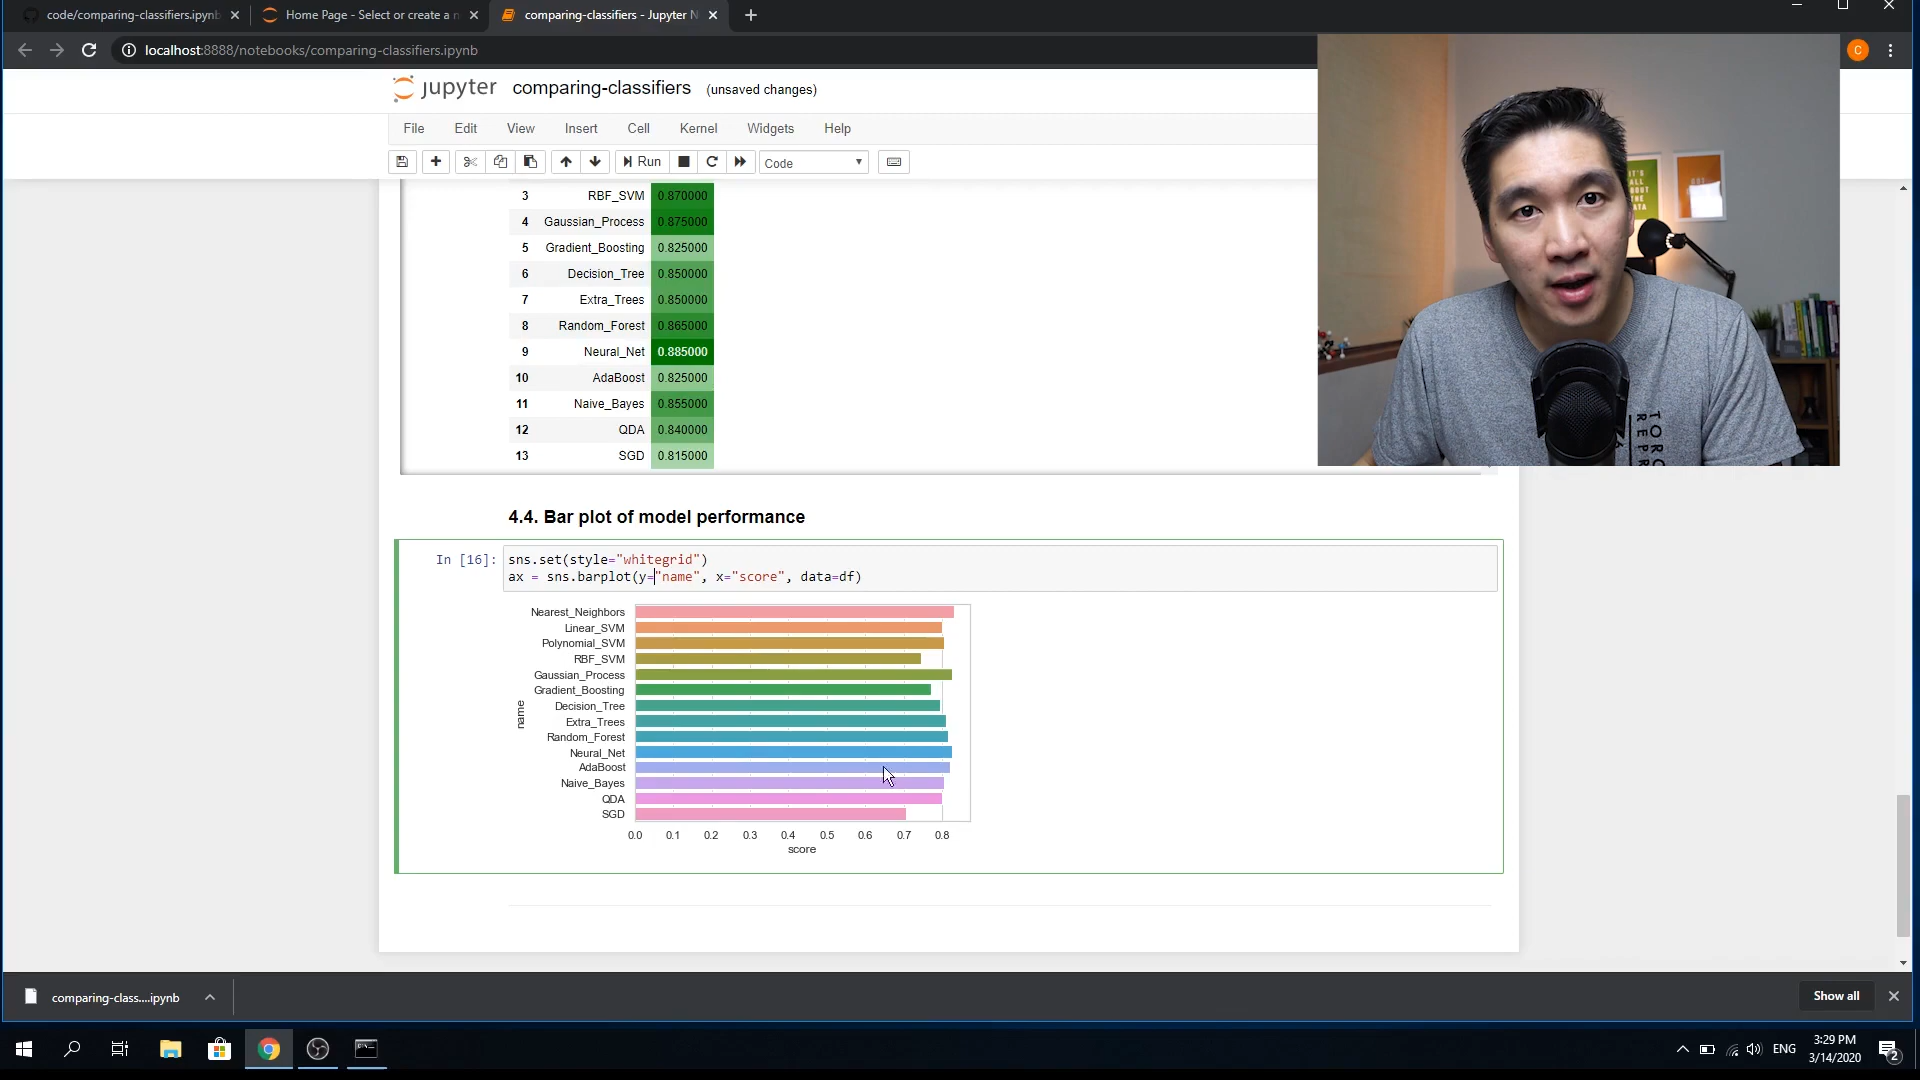 code/comparing-classifiers.ipynb
Home Page - Select or create a n
comparing-classifiers - Jupyter N
localhost:8888/notebooks/comparing-classifiers.ipynb
C
jupyter comparing-classifiers (unsaved changes)
File Edit View Insert Cell Kernel Widgets Help
Run Code
3 RBF_SVM 0.870000
4 Gaussian_Process 0.875000
5 Gradient_Boosting 0.825000
6 Decision_Tree 0.850000
7 Extra_Trees 0.850000
8 Random_Forest 0.865000
9 Neural_Net 0.885000
10 AdaBoost 0.825000
11 Naive_Bayes 0.855000
12 QDA 0.840000
13 SGD 0.815000
4.4. Bar plot of model performance
In [16]: sns.set(style="whitegrid")
ax = sns.barplot(y="name", x="score", data=df)
name
Nearest_Neighbors
Linear_SVM
Polynomial_SVM
RBF_SVM
Gaussian_Process
Gradient_Boosting
Decision_Tree
Extra_Trees
Random_Forest
Neural_Net
AdaBoost
Naive_Bayes
QDA
SGD
0.0 0.1 0.2 0.3 0.4 0.5 0.6 0.7 0.8
score
IT'S
ALL
ABOUT
THE
DATA
comparing-class....ipynb
Show all
ENG
3:29 PM
3/14/2020
2